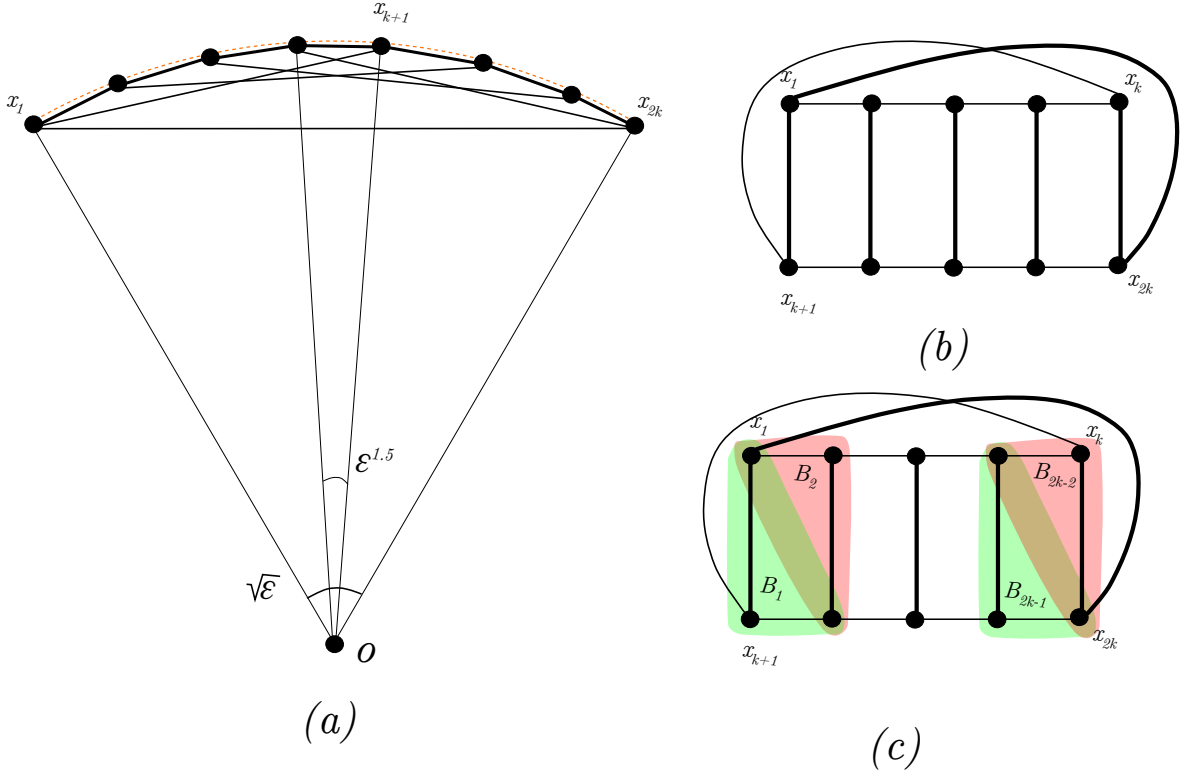 x_{k+1}
x_1
x_{2k}
ε^{1.5}
√ε
o
(a)
x_1
x_k
x_{k+1}
x_{2k}
(b)
x_1
x_k
B_2
B_{2k-2}
B_1
B_{2k-1}
x_{k+1}
x_{2k}
(c)